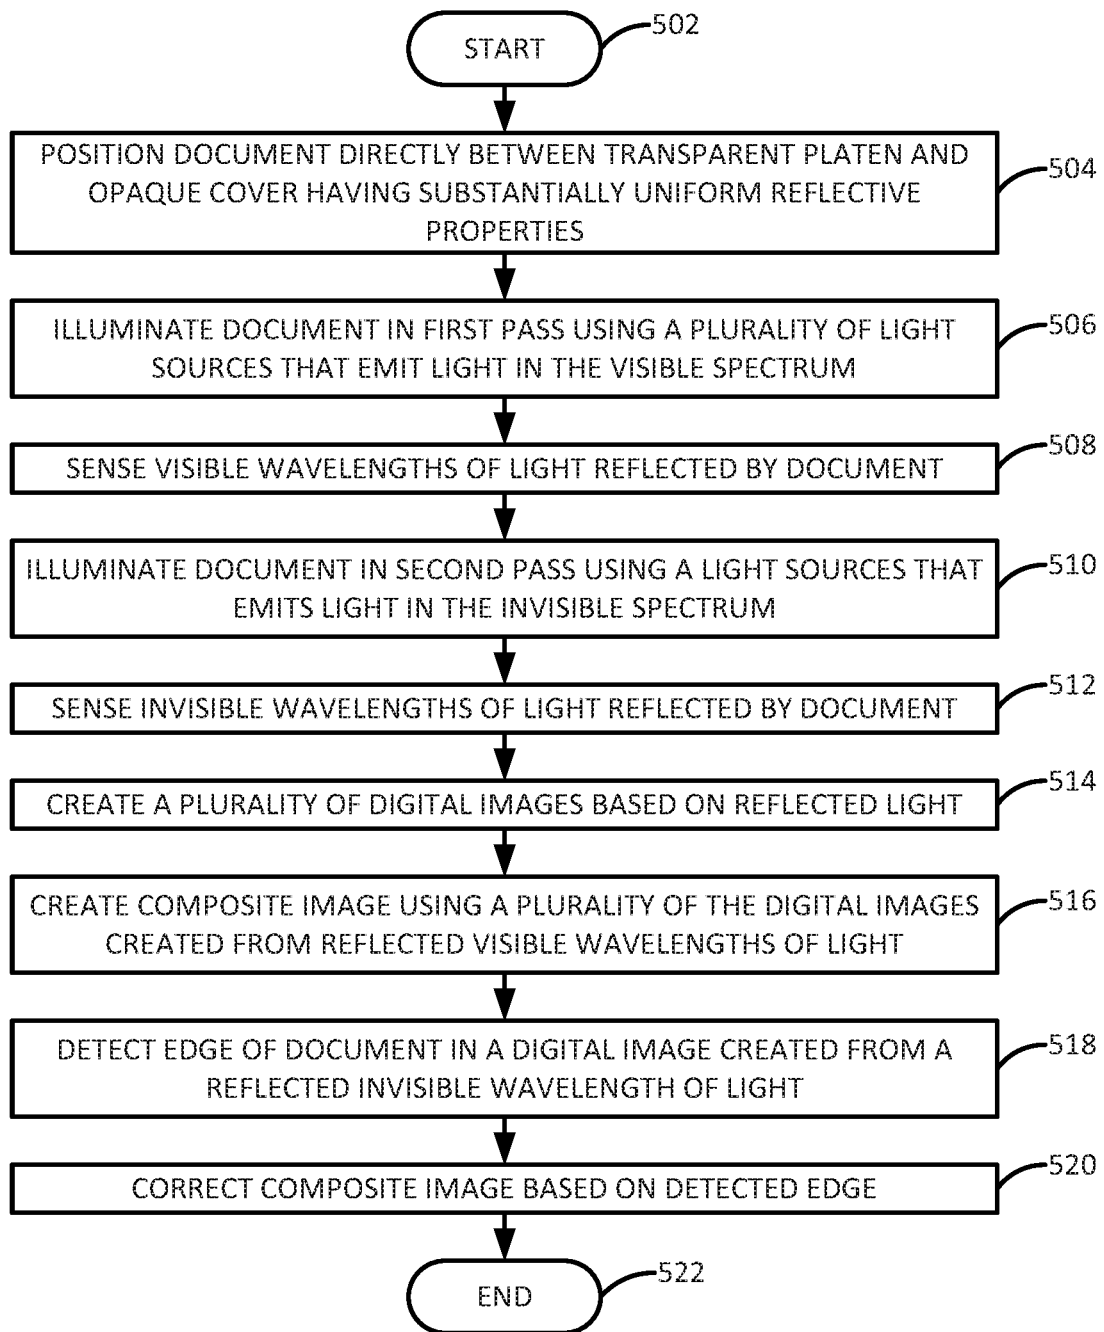 START
502
POSITION DOCUMENT DIRECTLY BETWEEN TRANSPARENT PLATEN AND
OPAQUE COVER HAVING SUBSTANTIALLY UNIFORM REFLECTIVE
PROPERTIES
504
ILLUMINATE DOCUMENT IN FIRST PASS USING A PLURALITY OF LIGHT
SOURCES THAT EMIT LIGHT IN THE VISIBLE SPECTRUM
506
SENSE VISIBLE WAVELENGTHS OF LIGHT REFLECTED BY DOCUMENT
508
ILLUMINATE DOCUMENT IN SECOND PASS USING A LIGHT SOURCES THAT
EMITS LIGHT IN THE INVISIBLE SPECTRUM
510
SENSE INVISIBLE WAVELENGTHS OF LIGHT REFLECTED BY DOCUMENT
512
CREATE A PLURALITY OF DIGITAL IMAGES BASED ON REFLECTED LIGHT
514
CREATE COMPOSITE IMAGE USING A PLURALITY OF THE DIGITAL IMAGES
CREATED FROM REFLECTED VISIBLE WAVELENGTHS OF LIGHT
516
DETECT EDGE OF DOCUMENT IN A DIGITAL IMAGE CREATED FROM A
REFLECTED INVISIBLE WAVELENGTH OF LIGHT
518
CORRECT COMPOSITE IMAGE BASED ON DETECTED EDGE
520
END
522